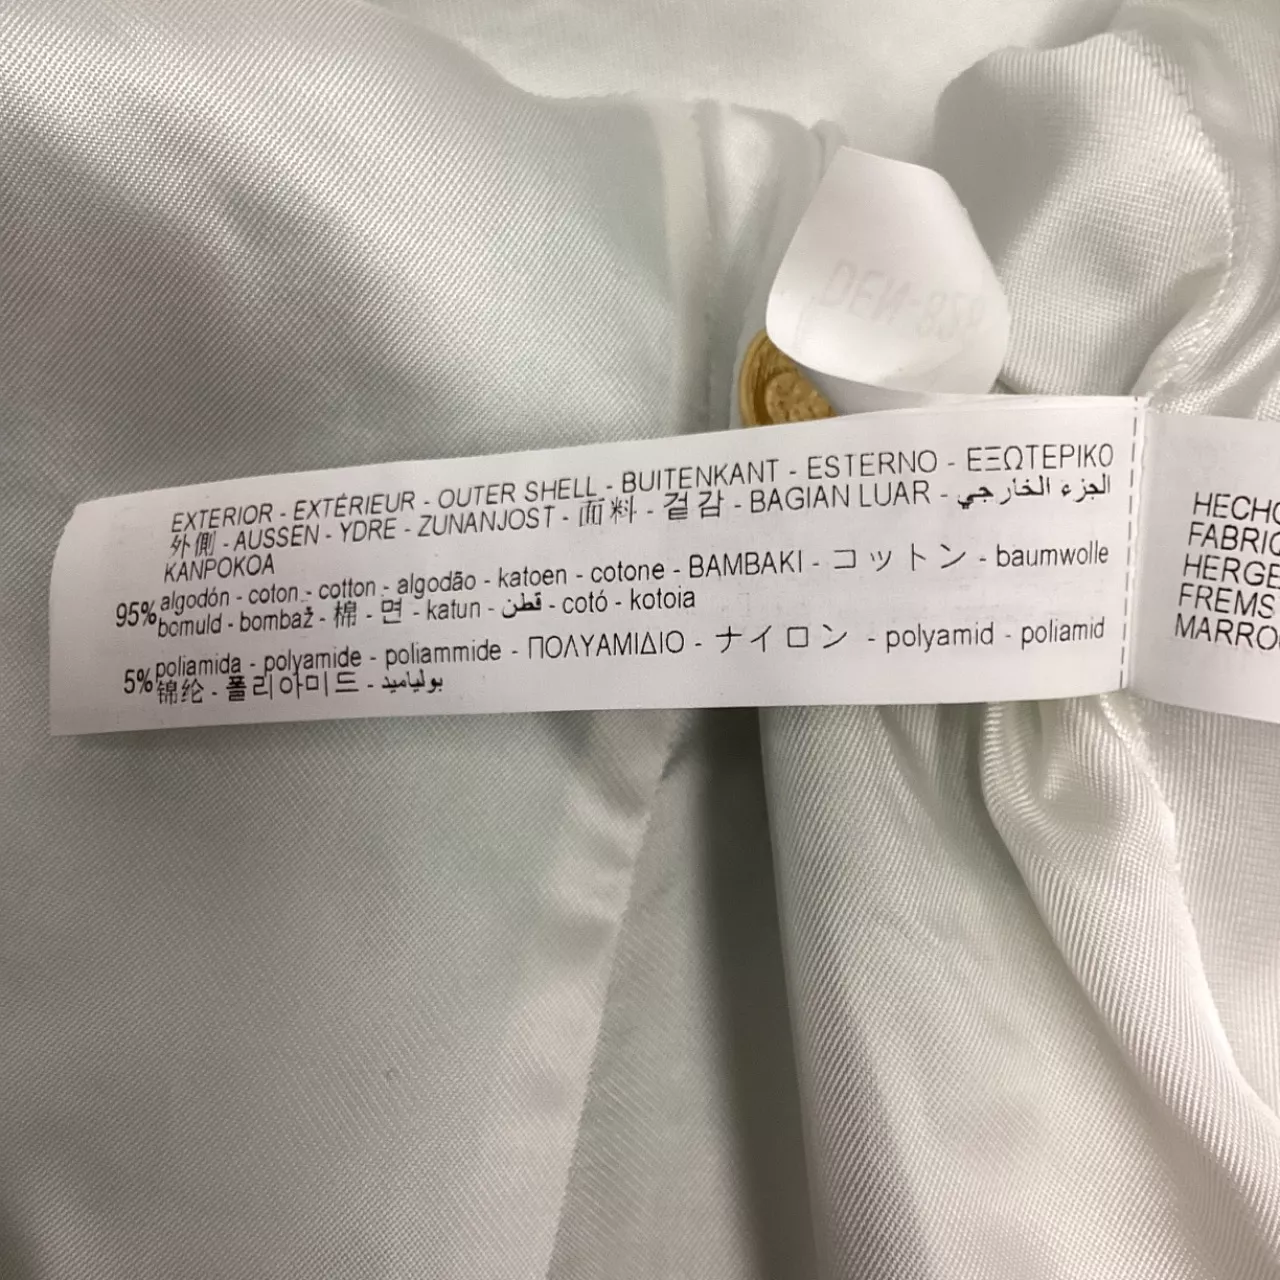 EXTERIOR - EXTÉRIEUR - OUTER SHELL - BUITENKANT - ESTERNO - ΕΞΩΤΕΡΙΚΟ
外側 - AUSSEN - YDRE - ZUNANJOST - 面料 - 겉감 - BAGIAN LUAR - الجزء الخارجي
KANPOKOA
95% algodón - coton - cotton - algodão - katoen - cotone - BAMBAKI - コットン - baumwolle
bomuld - bombaž - 棉 - 면 - katun - قطن - cotó - kotoia
5% poliamida - polyamide - poliammide - ΠΟΛΥΑΜΙΔΙΟ - ナイロン - polyamid - poliamid
锦纶 - 폴리아미드 - بولياميد
HECHO
FABRIQ
HERGE
FREMS
MARRO